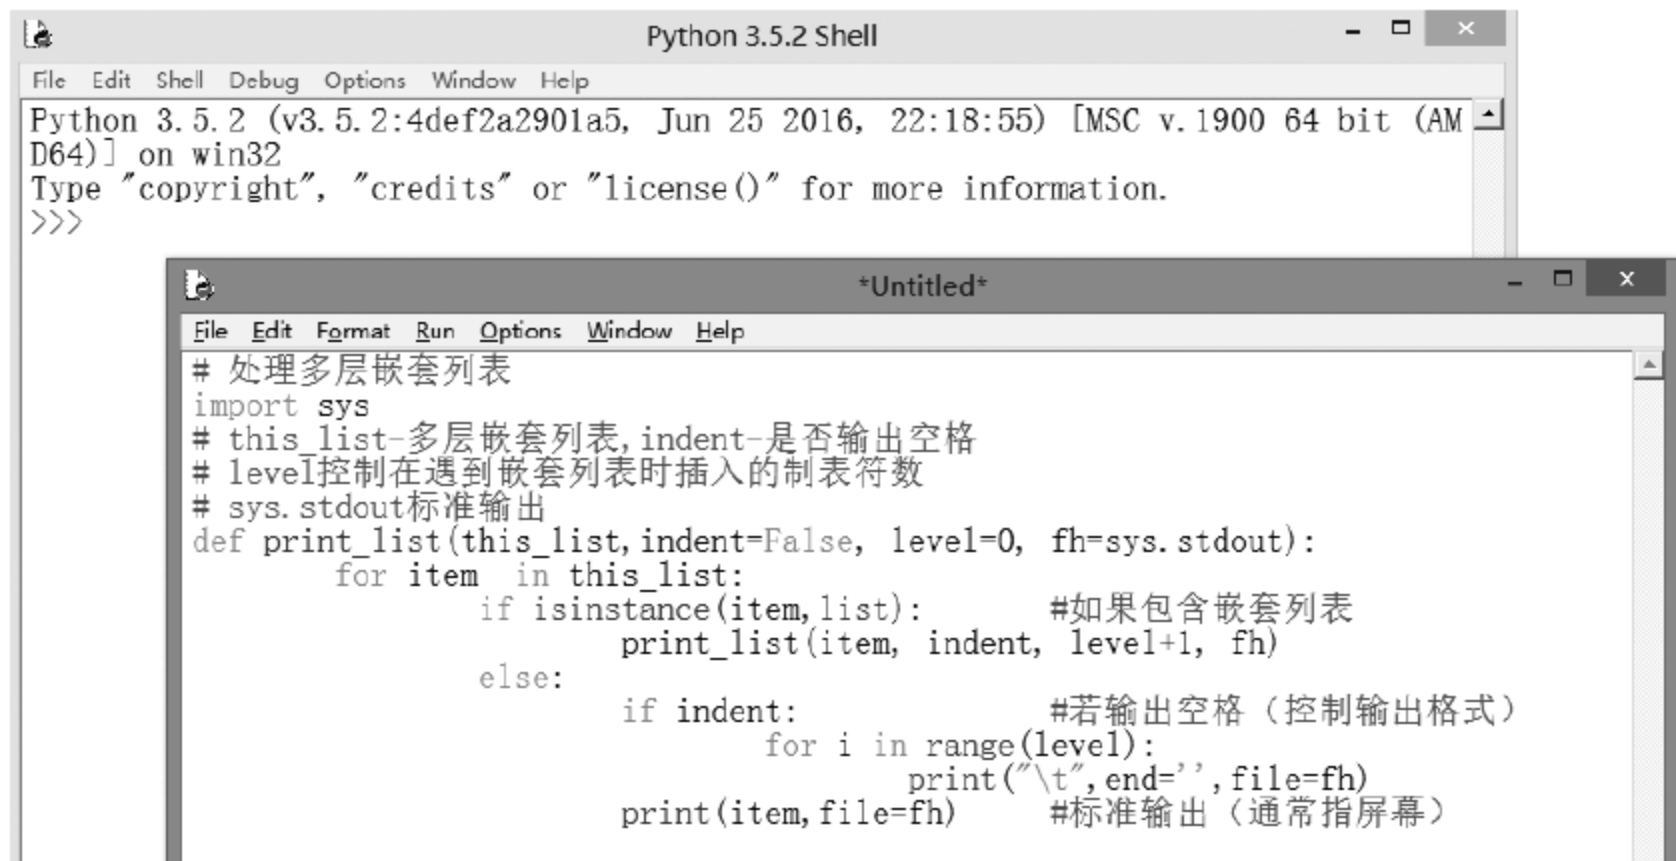 Python 3.5.2 Shell
File Edit Shell Debug Options Window Help
Python 3.5.2 (v3.5.2:4def2a2901a5, Jun 25 2016, 22:18:55) [MSC v.1900 64 bit (AM
D64)] on win32
Type "copyright", "credits" or "license()" for more information.
>>>
*Untitled*
File Edit Format Run Options Window Help
# 处理多层嵌套列表
import sys
# this_list-多层嵌套列表,indent-是否输出空格
# level控制在遇到嵌套列表时插入的制表符数
# sys.stdout标准输出
def print_list(this_list,indent=False, level=0, fh=sys.stdout):
        for item  in this_list:
                if isinstance(item,list):       #如果包含嵌套列表
                        print_list(item, indent, level+1, fh)
                else:
                        if indent:              #若输出空格（控制输出格式）
                                for i in range(level):
                                        print("\t",end='',file=fh)
                        print(item,file=fh)     #标准输出（通常指屏幕）